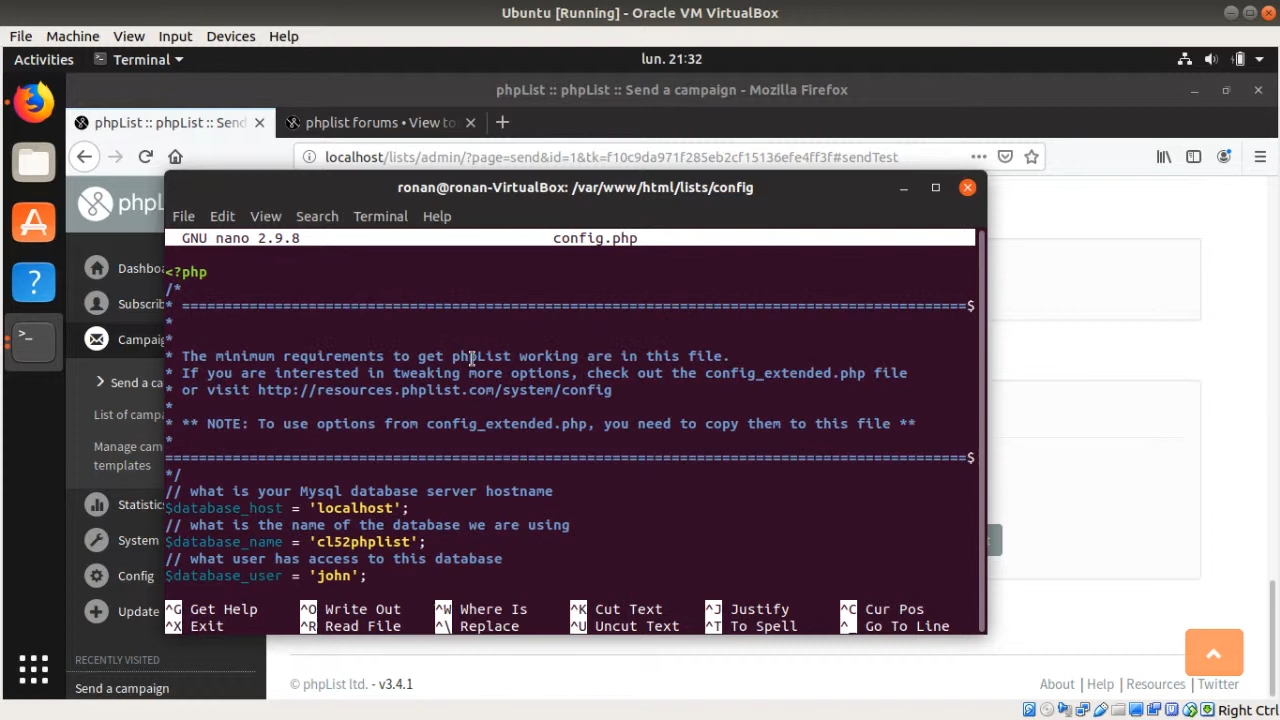 Ubuntu [Running] - Oracle VM VirtualBox
File Machine View Input Devices Help
Activities Terminal lun. 21:32
phpList :: phpList :: Send a campaign - Mozilla Firefox
phpList :: phpList :: Send
phplist forums • View to
localhost/lists/admin/?page=send&id=1&tk=f10c9da971f285eb2cf15136efe4ff3f#sendTest
ronan@ronan-VirtualBox: /var/www/html/lists/config
File Edit View Search Terminal Help
GNU nano 2.9.8 config.php
<?php
/*
* ==============================================================================================$
*
*
* The minimum requirements to get phpList working are in this file.
* If you are interested in tweaking more options, check out the config_extended.php file
* or visit http://resources.phplist.com/system/config
*
* ** NOTE: To use options from config_extended.php, you need to copy them to this file **
*
================================================================================================$
*/
// what is your Mysql database server hostname
$database_host = 'localhost';
// what is the name of the database we are using
$database_name = 'cl52phplist';
// what user has access to this database
$database_user = 'john';
^G Get Help ^O Write Out ^W Where Is ^K Cut Text ^J Justify ^C Cur Pos
^X Exit ^R Read File ^\ Replace ^U Uncut Text ^T To Spell ^_ Go To Line
phpL
Dashboa
Subscrib
Campai
Send a ca
List of camp
Manage cam
templates
Statistic
System
Config
Update
RECENTLY VISITED
Send a campaign
© phpList ltd. - v3.4.1
About | Help | Resources | Twitter
Right Ctrl